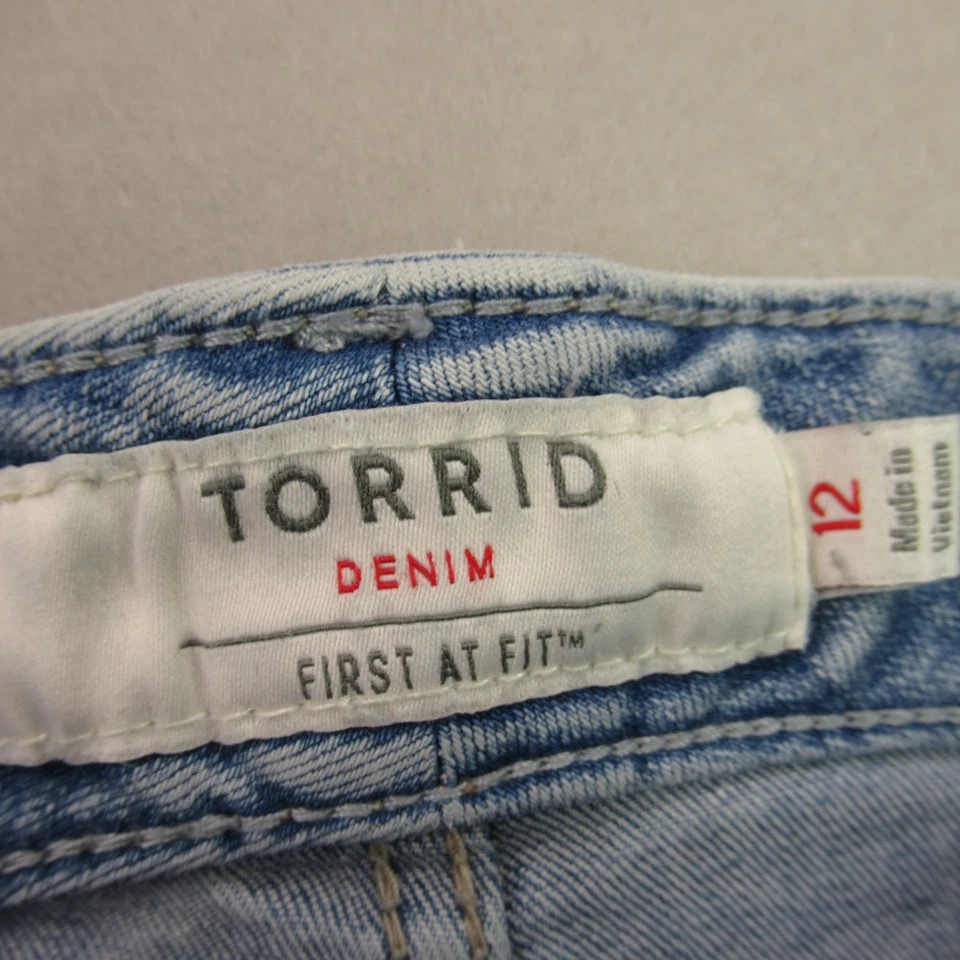 TORRID
DENIM
FIRST AT FIT™
12
Made in
Vietnam